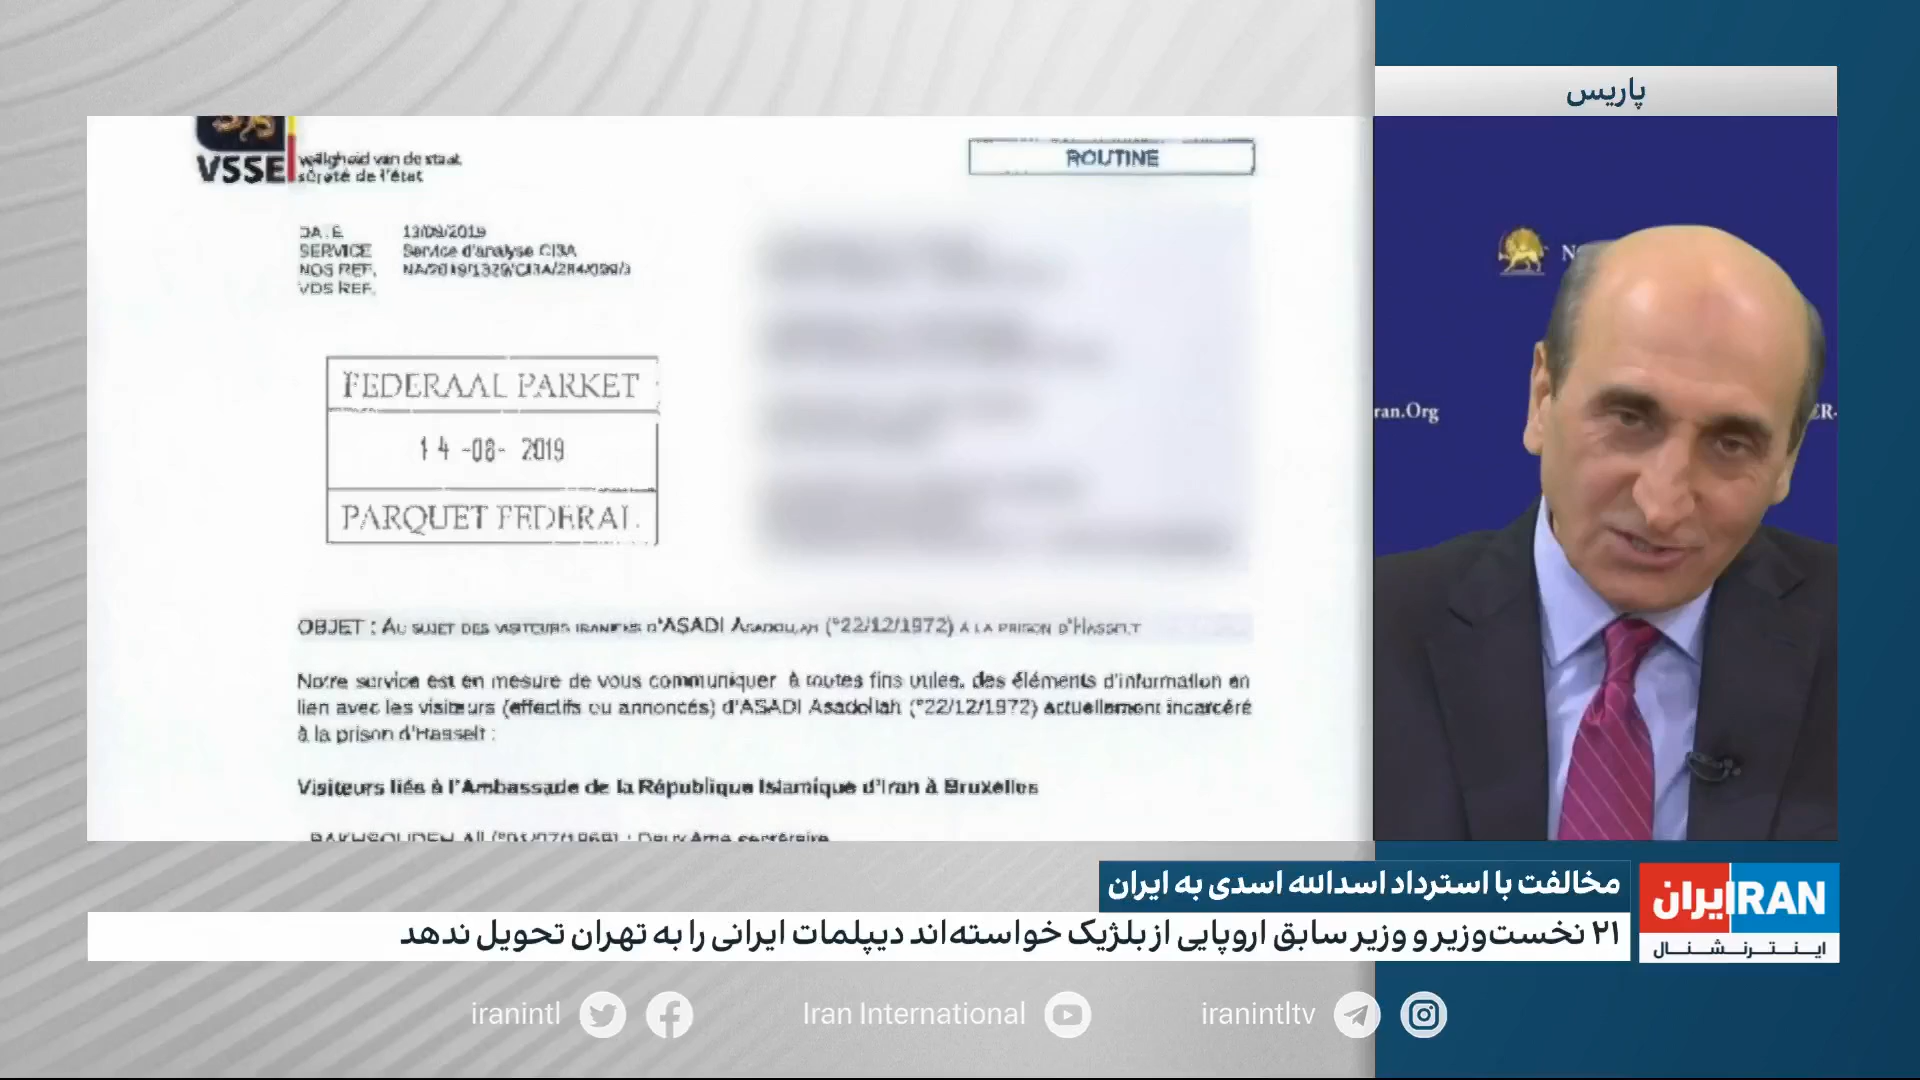 پاریس
VSSE
van de staat
sûreté de l'état
ROUTINE
13/08/2019
SERVICE Service d'analyse CI3A
NOS REF.
VOS REF.
FEDERAAL PARKET
14 -08- 2019
PARQUET FEDERAL
OBJET : AU SUJET DES VISITEURS IRANIENS D'ASADI ASADOLLAH (°22/12/1972) À LA PRISON D'HASSELT
Notre service est en mesure de vous communiquer à toutes fins utiles, des éléments d'information en
lien avec les visiteurs (effectifs ou annoncés) d'ASADI Asadollah (°22/12/1972) actuellement incarcéré
à la prison d'Hasselt :
Visiteurs liés à l'Ambassade de la République Islamique d'Iran à Bruxelles
ran.Org
ER-
مخالفت با استرداد اسدالله اسدی به ایران
۲۱ نخست‌وزیر و وزیر سابق اروپایی از بلژیک خواسته‌اند دیپلمات ایرانی را به تهران تحویل ندهد
ایران IRAN
اینترنشنال
iranintl
Iran International
iranintltv